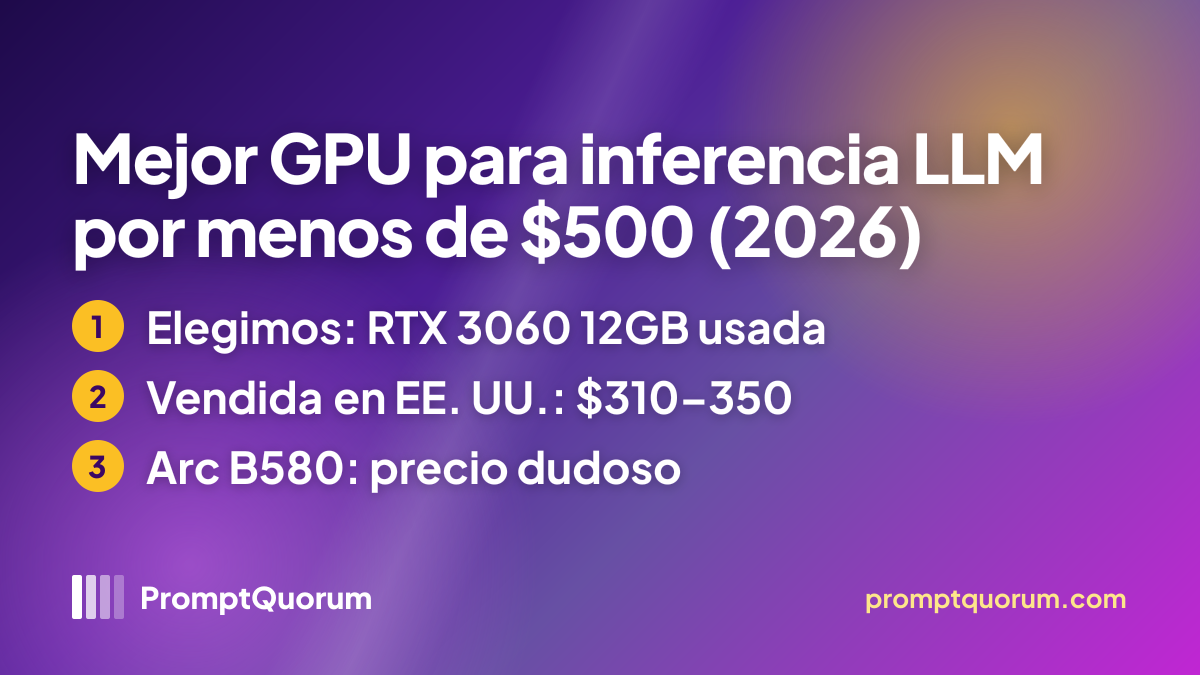 Mejor GPU para inferencia LLM
por menos de $500 (2026)
1 Elegimos: RTX 3060 12GB usada
2 Vendida en EE. UU.: $310–350
3 Arc B580: precio dudoso
PromptQuorum
promptquorum.com